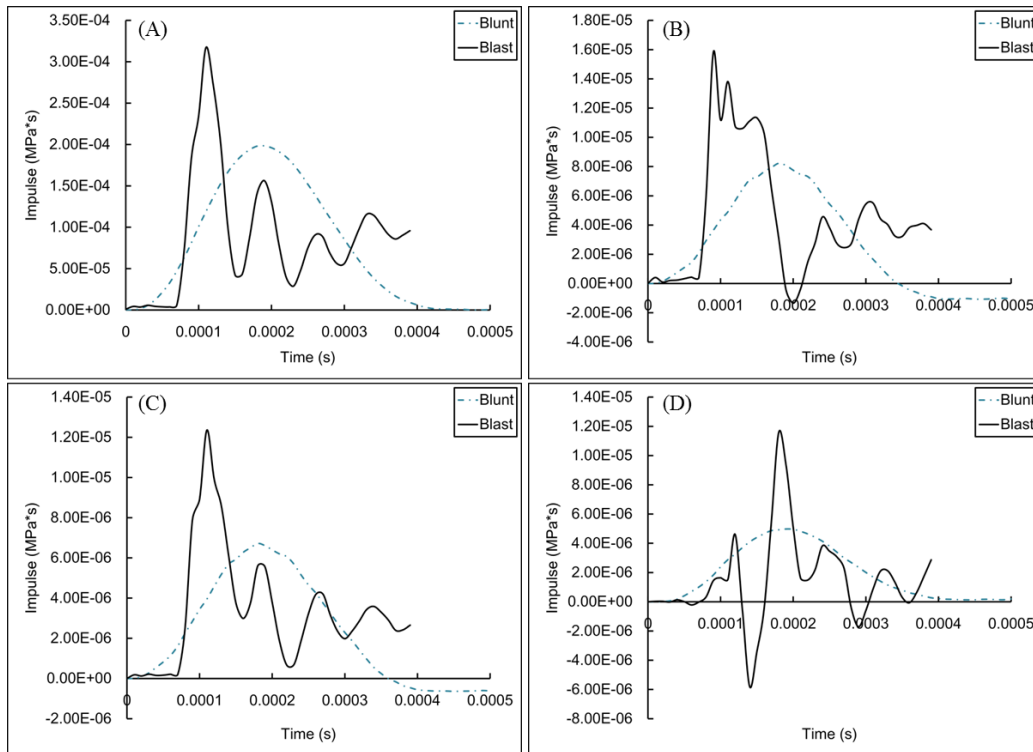 (A)
Blunt
Blast
3.50E-04
3.00E-04
2.50E-04
2.00E-04
1.50E-04
1.00E-04
5.00E-05
0.00E+00
Impulse (MPa*s)
0 0.0001 0.0002 0.0003 0.0004 0.0005
Time (s)
(B)
Blunt
Blast
1.80E-05
1.60E-05
1.40E-05
1.20E-05
1.00E-05
8.00E-06
6.00E-06
4.00E-06
2.00E-06
0.00E+00
-2.00E-06
-4.00E-06
Impulse (MPa*s)
0 0.0001 0.0002 0.0003 0.0004 0.0005
Time (s)
(C)
Blunt
Blast
1.40E-05
1.20E-05
1.00E-05
8.00E-06
6.00E-06
4.00E-06
2.00E-06
0.00E+00
-2.00E-06
Impulse (MPa*s)
0 0.0001 0.0002 0.0003 0.0004 0.0005
Time (s)
(D)
Blunt
Blast
1.40E-05
1.20E-05
1.00E-05
8.00E-06
6.00E-06
4.00E-06
2.00E-06
0.00E+00
-2.00E-06
-4.00E-06
-6.00E-06
-8.00E-06
Impulse (MPa*s)
0 0.0001 0.0002 0.0003 0.0004 0.0005
Time (s)